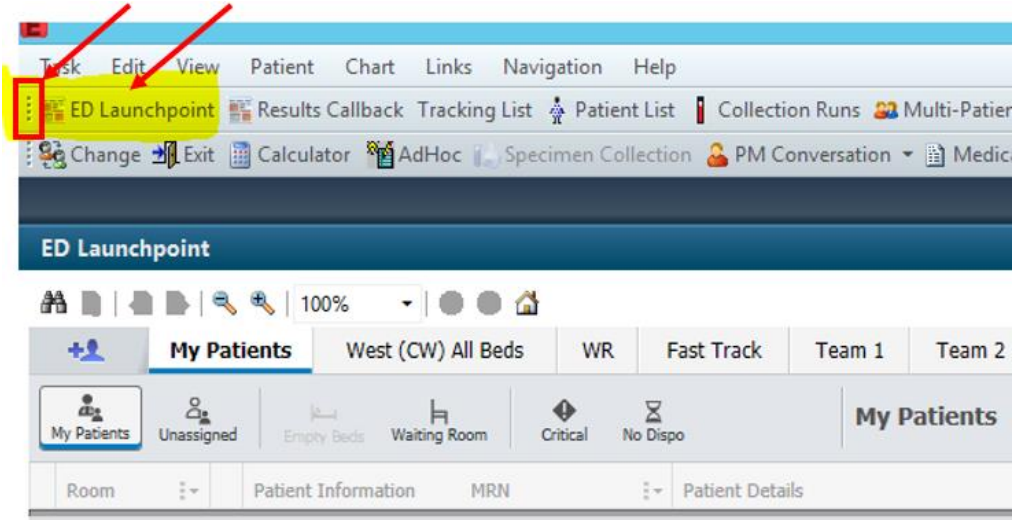 Task Edit View Patient Chart Links Navigation Help
ED Launchpoint Results Callback Tracking List Patient List Collection Runs Multi-Patier
Change Exit Calculator AdHoc Specimen Collection PM Conversation Medica
ED Launchpoint
100%
My Patients West (CW) All Beds WR Fast Track Team 1 Team 2
My Patients Unassigned Empty Beds Waiting Room Critical No Dispo My Patients
Room Patient Information MRN Patient Details